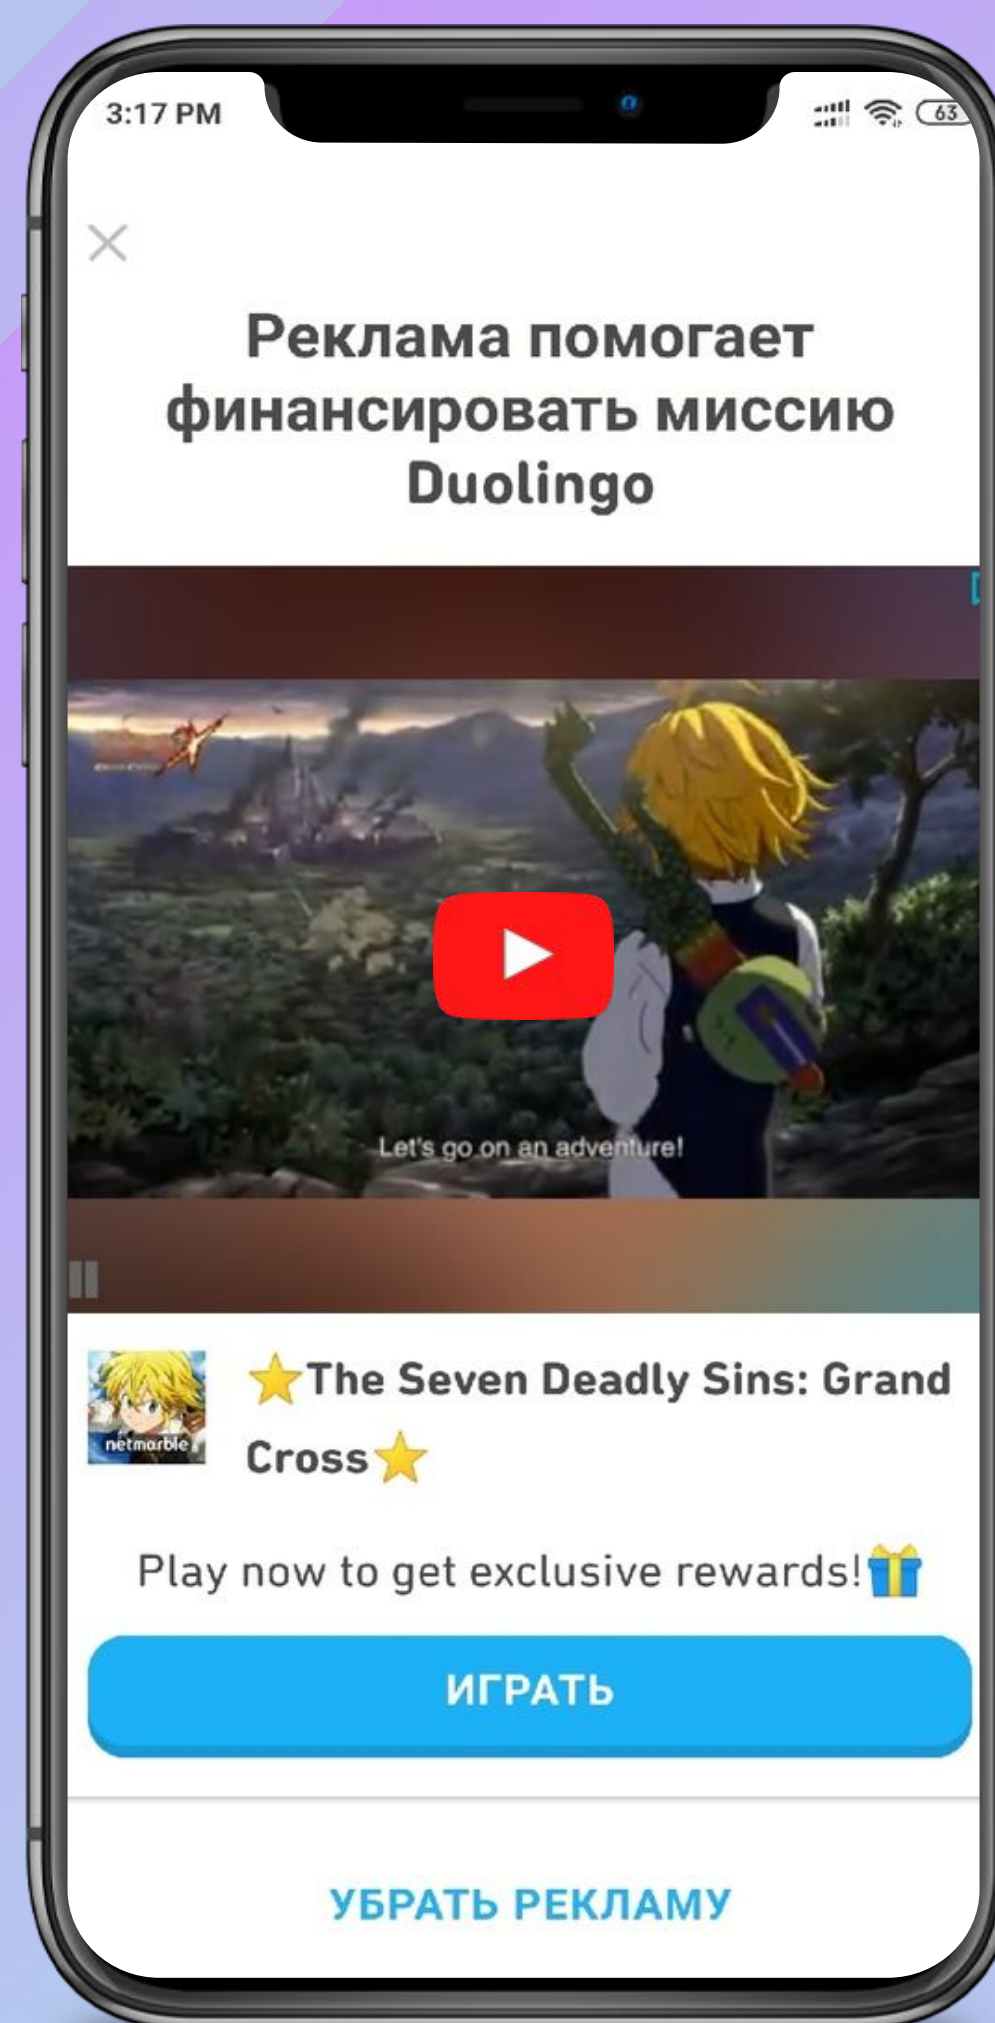 3:17 PM
63
Реклама помогает
финансировать миссию
Duolingo
Let's go on an adventure!
netmarble
⭐The Seven Deadly Sins: Grand
Cross⭐
Play now to get exclusive rewards!🎁
ИГРАТЬ
УБРАТЬ РЕКЛАМУ